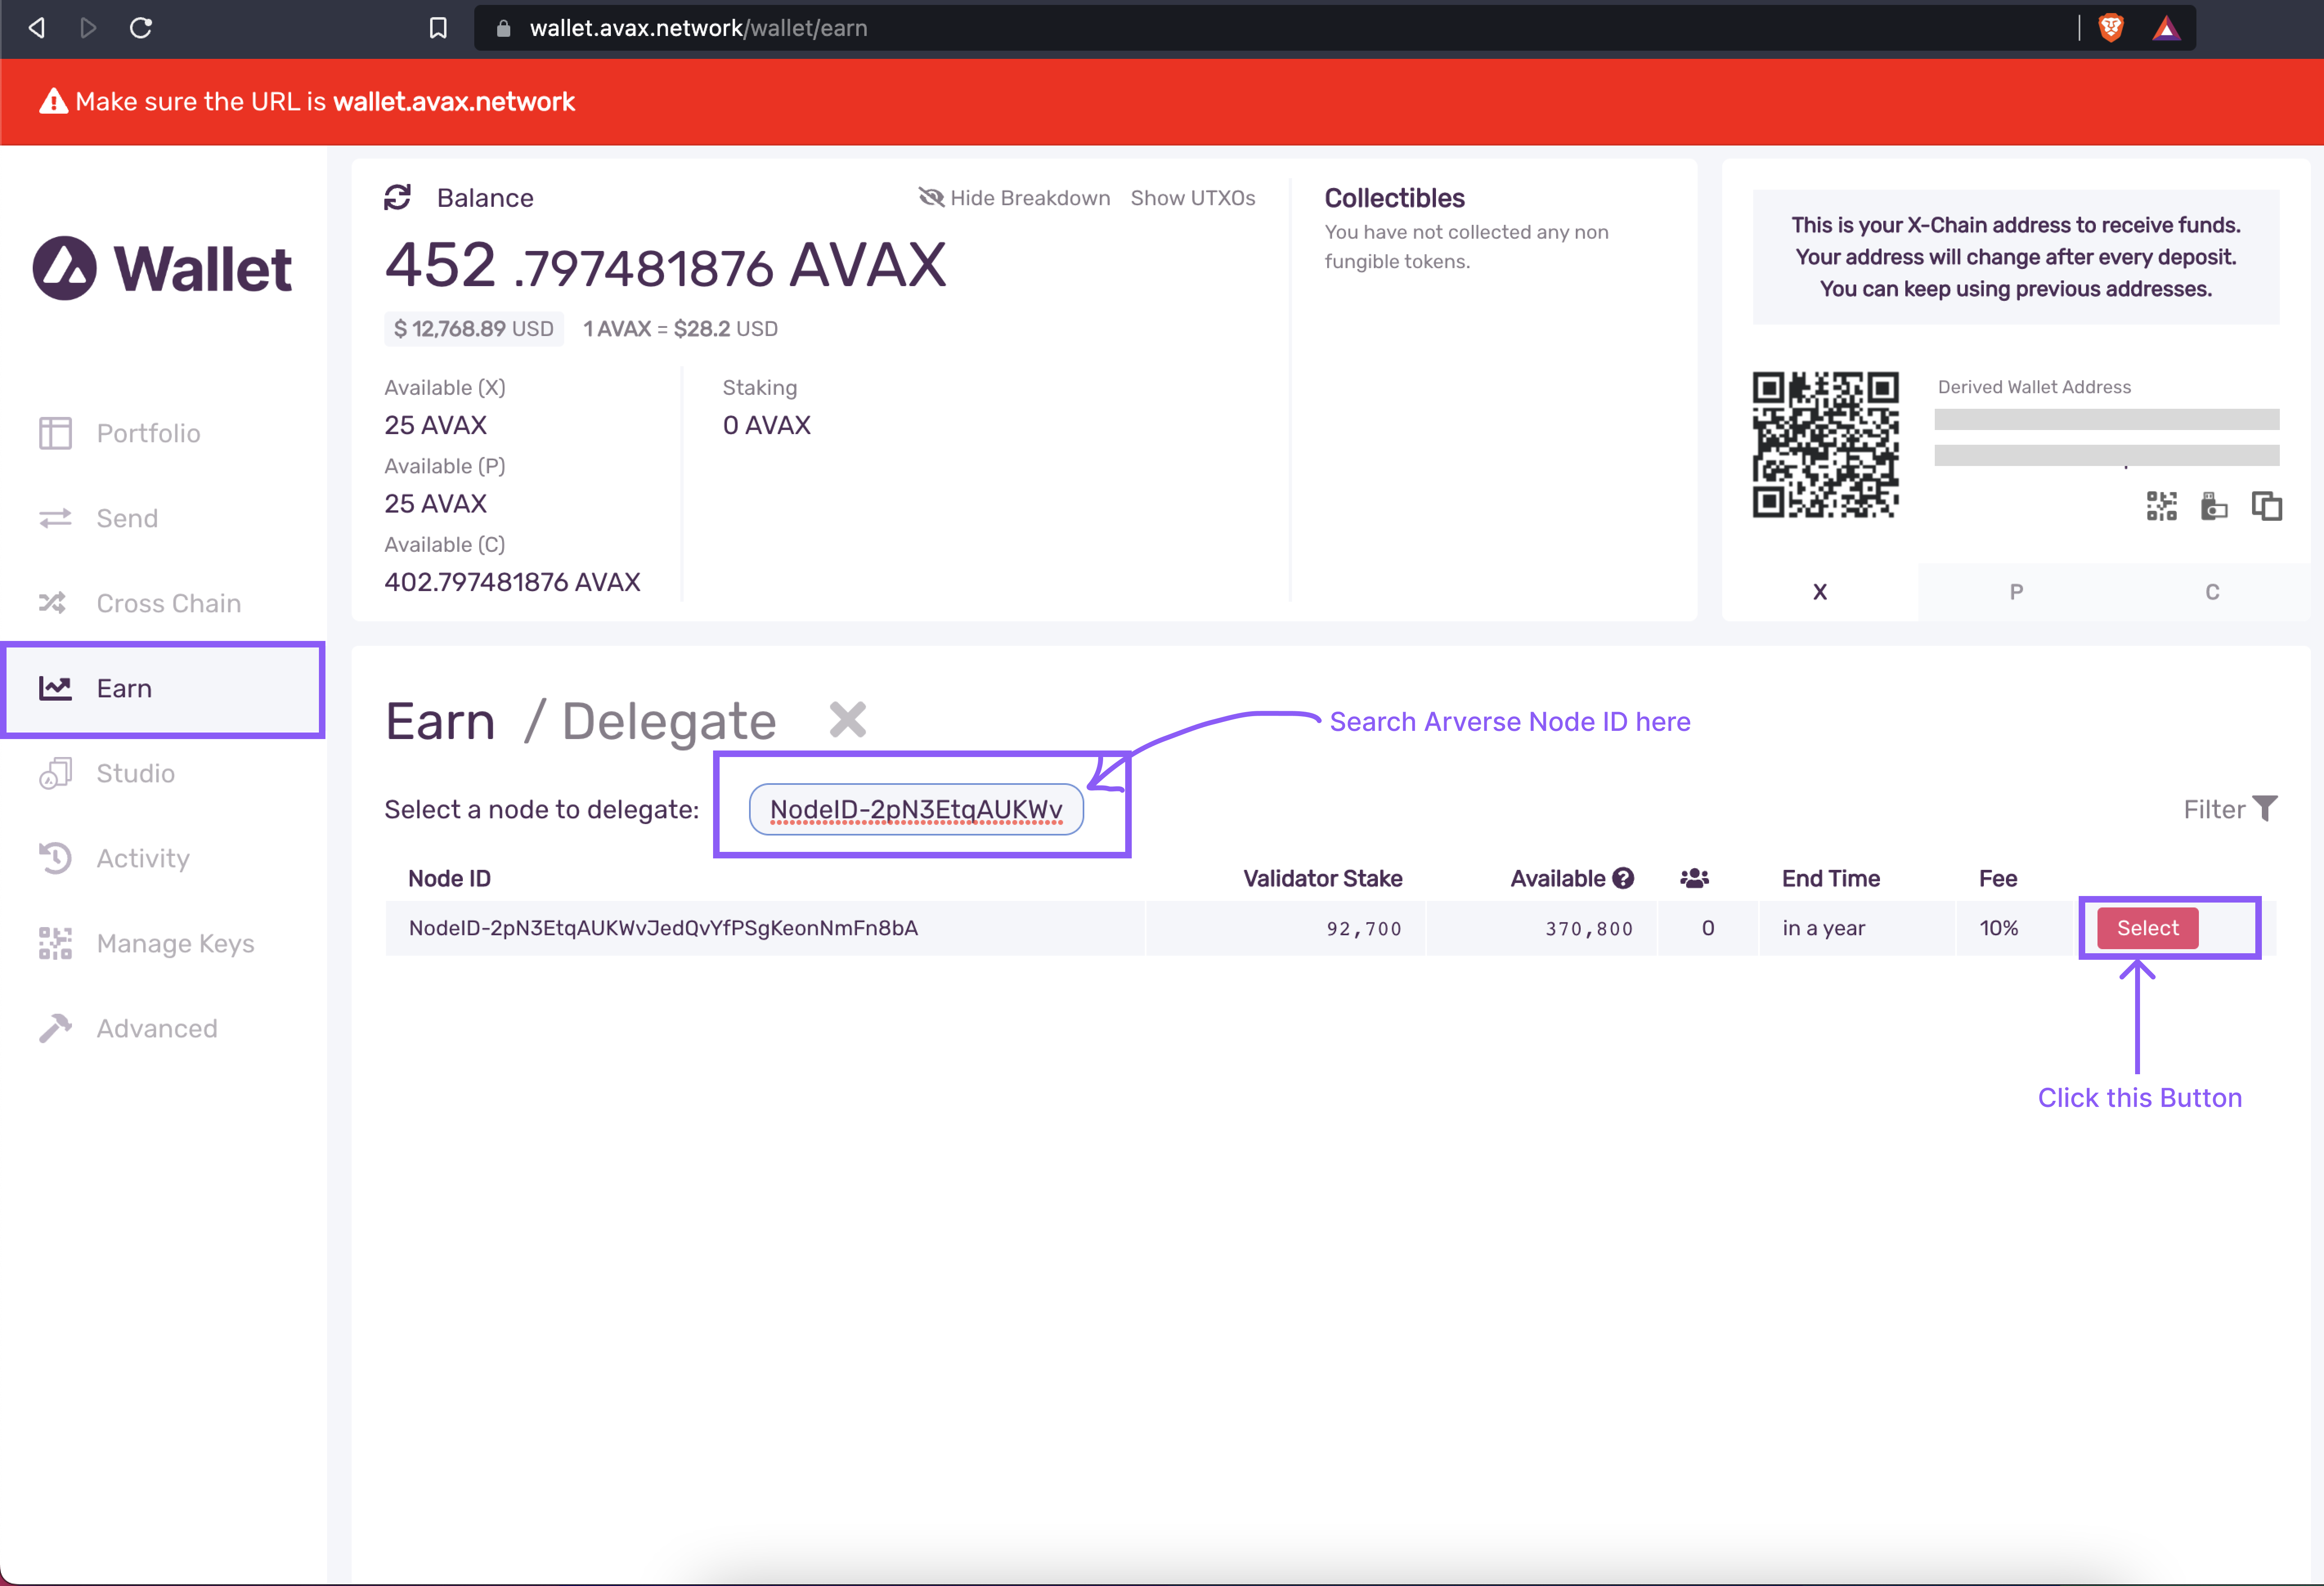 wallet.avax.network/wallet/earn
Make sure the URL is wallet.avax.network
Wallet
Portfolio
Send
Cross Chain
Earn
Studio
Activity
Manage Keys
Advanced
Balance
Hide Breakdown Show UTXOs
452 .797481876 AVAX
$ 12,768.89 USD 1 AVAX = $28.2 USD
Available (X)
25 AVAX
Available (P)
25 AVAX
Available (C)
402.797481876 AVAX
Staking
0 AVAX
Collectibles
You have not collected any non
fungible tokens.
This is your X-Chain address to receive funds.
Your address will change after every deposit.
You can keep using previous addresses.
Derived Wallet Address
X P C
Earn / Delegate
Search Arverse Node ID here
Select a node to delegate: NodeID-2pN3EtqAUKWv
Filter
Node ID Validator Stake Available End Time Fee
NodeID-2pN3EtqAUKWvJedQvYfPSgKeonNmFn8bA 92,700 370,800 0 in a year 10% Select
Click this Button